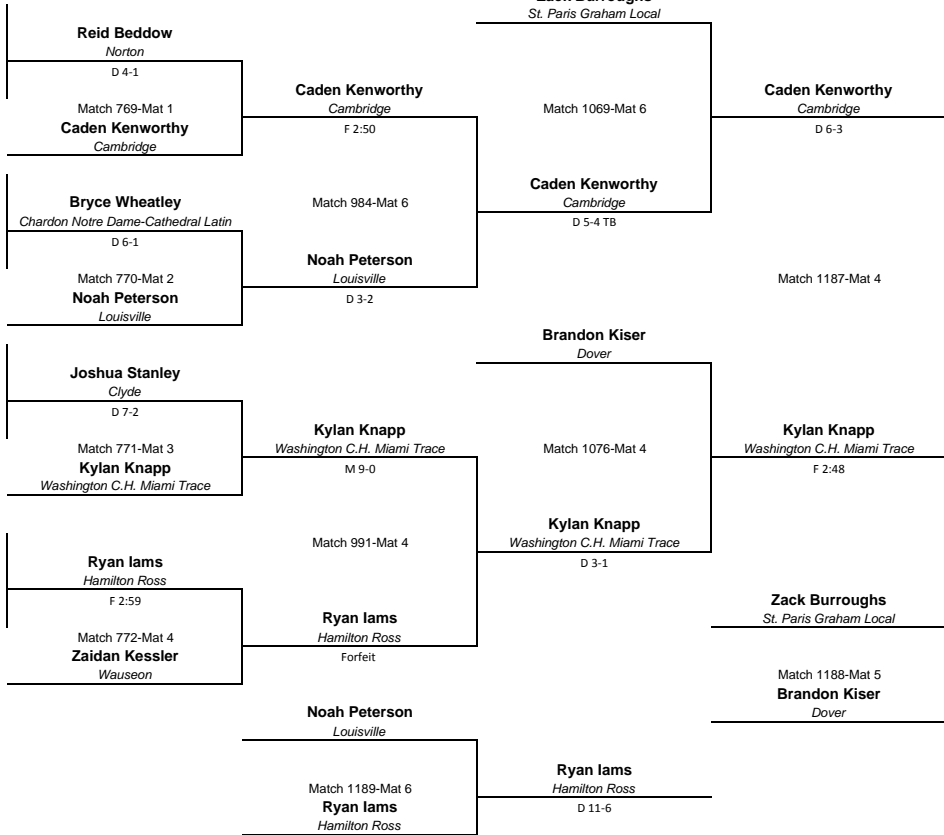 Zack Burroughs
St. Paris Graham Local
Reid Beddow
Norton
D 4-1
Match 769-Mat 1
Caden Kenworthy
Cambridge
Caden Kenworthy
Cambridge
F 2:50
Match 1069-Mat 6
Caden Kenworthy
Cambridge
D 6-3
Bryce Wheatley
Chardon Notre Dame-Cathedral Latin
D 6-1
Match 770-Mat 2
Noah Peterson
Louisville
Match 984-Mat 6
Noah Peterson
Louisville
D 3-2
Caden Kenworthy
Cambridge
D 5-4 TB
Match 1187-Mat 4
Joshua Stanley
Clyde
D 7-2
Match 771-Mat 3
Kylan Knapp
Washington C.H. Miami Trace
Kylan Knapp
Washington C.H. Miami Trace
M 9-0
Brandon Kiser
Dover
Match 1076-Mat 4
Kylan Knapp
Washington C.H. Miami Trace
F 2:48
Ryan Iams
Hamilton Ross
F 2:59
Match 772-Mat 4
Zaidan Kessler
Wauseon
Match 991-Mat 4
Ryan Iams
Hamilton Ross
Forfeit
Kylan Knapp
Washington C.H. Miami Trace
D 3-1
Zack Burroughs
St. Paris Graham Local
Match 1188-Mat 5
Brandon Kiser
Dover
Noah Peterson
Louisville
Match 1189-Mat 6
Ryan Iams
Hamilton Ross
Ryan Iams
Hamilton Ross
D 11-6